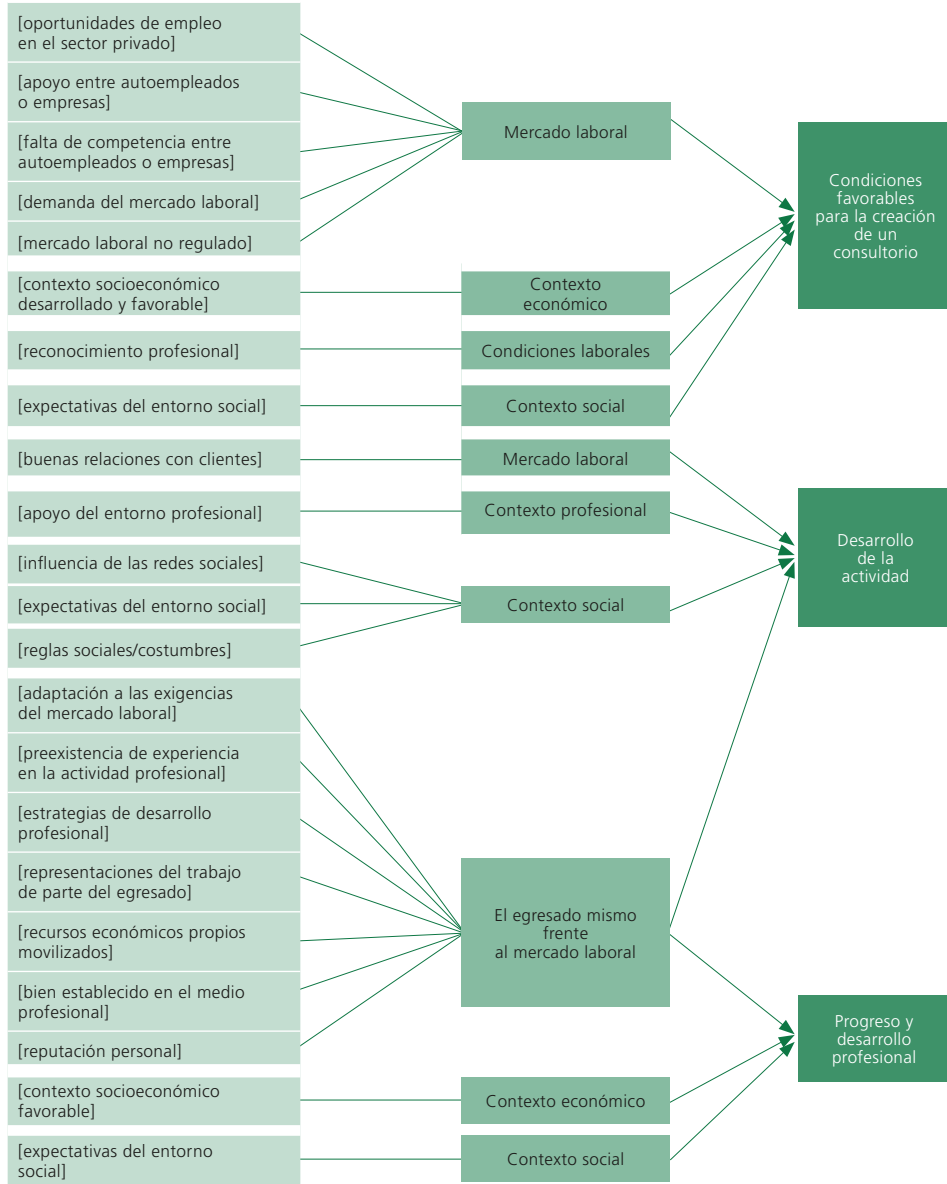 [oportunidades de empleo
en el sector privado]
[apoyo entre autoempleados
o empresas]
[falta de competencia entre
autoempleados o empresas]
[demanda del mercado laboral]
[mercado laboral no regulado]
[contexto socioeconómico
desarrollado y favorable]
[reconocimiento profesional]
[expectativas del entorno social]
[buenas relaciones con clientes]
[apoyo del entorno profesional]
[influencia de las redes sociales]
[expectativas del entorno social]
[reglas sociales/costumbres]
[adaptación a las exigencias
del mercado laboral]
[preexistencia de experiencia
en la actividad profesional]
[estrategias de desarrollo
profesional]
[representaciones del trabajo
de parte del egresado]
[recursos económicos propios
movilizados]
[bien establecido en el medio
profesional]
[reputación personal]
[contexto socioeconómico
favorable]
[expectativas del entorno
social]
Mercado laboral
Contexto
económico
Condiciones laborales
Contexto social
Mercado laboral
Contexto profesional
Contexto social
El egresado mismo
frente
al mercado laboral
Contexto económico
Contexto social
Condiciones
favorables
para la creación
de un
consultorio
Desarrollo
de la
actividad
Progreso y
desarrollo
profesional